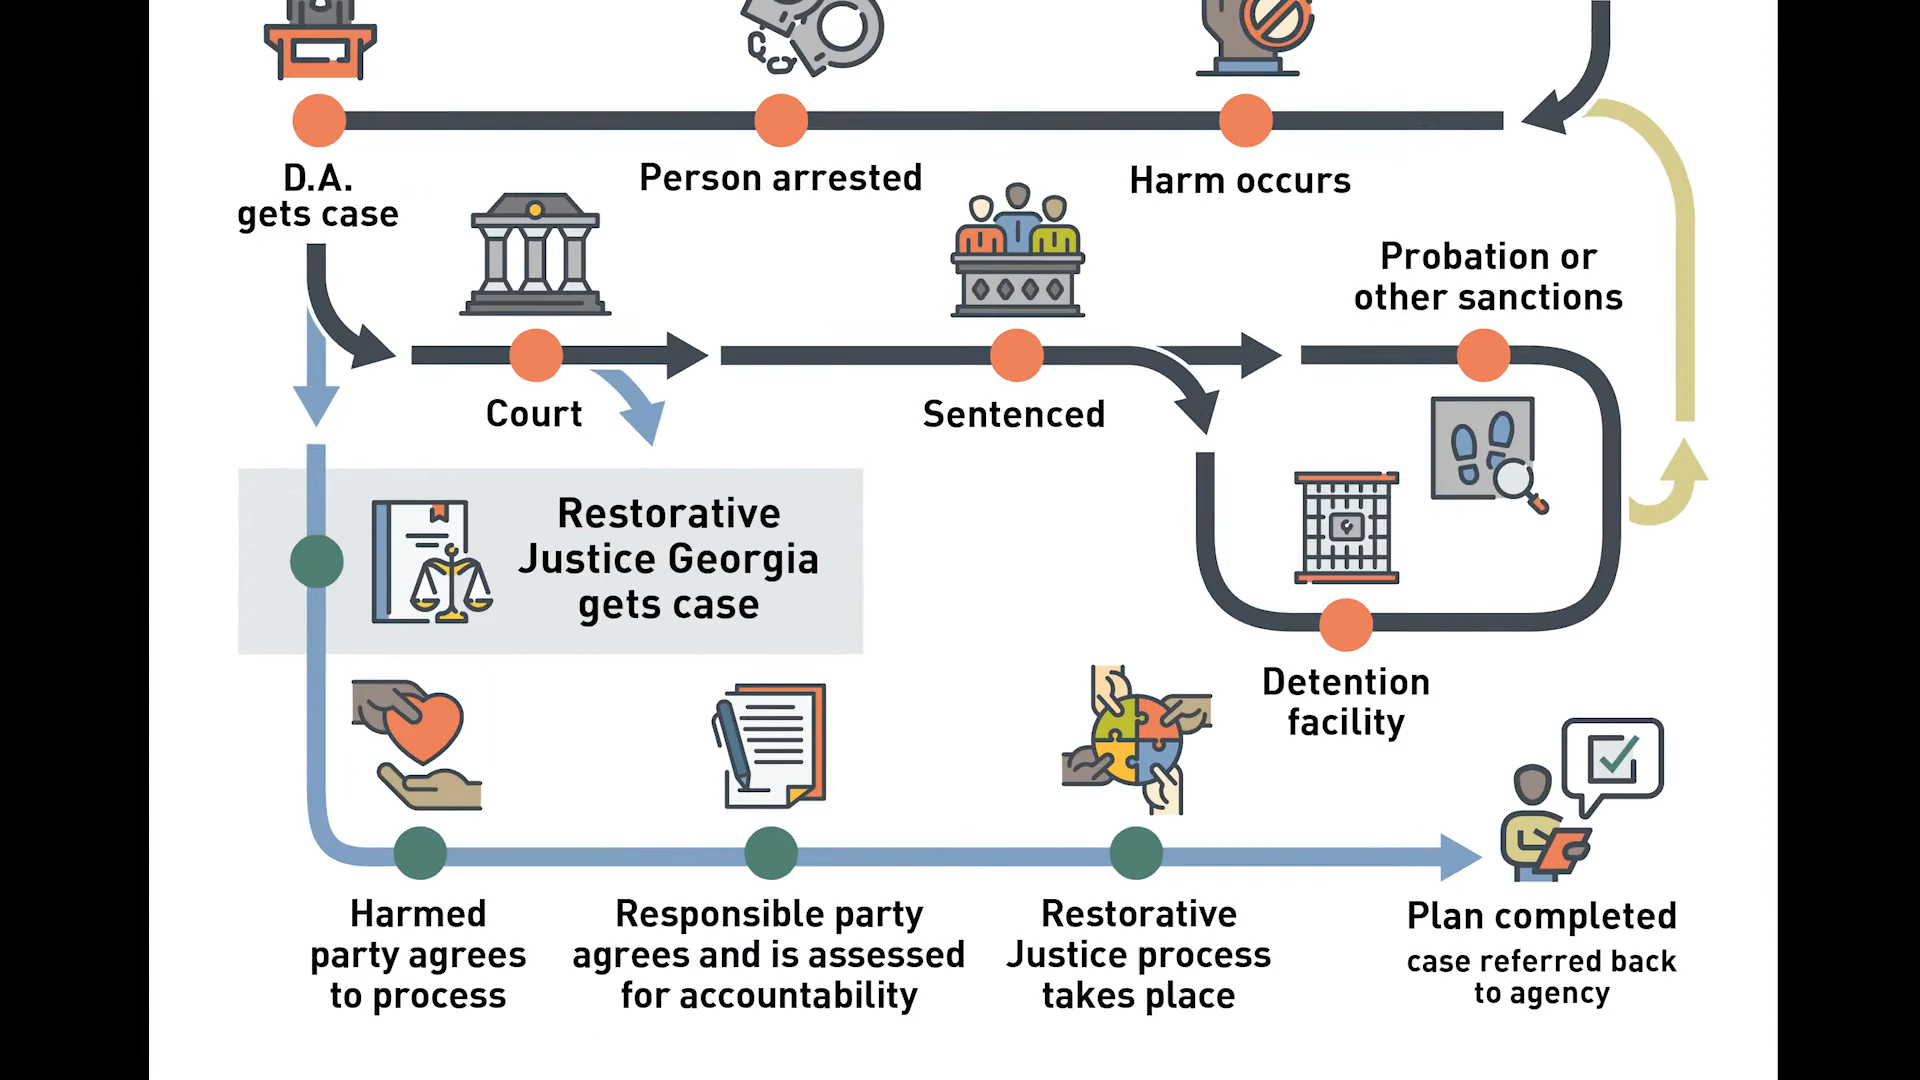 D.A.
gets case
Person arrested
Harm occurs
Probation or
other sanctions
Court
Sentenced
Restorative
Justice Georgia
gets case
Detention
facility
Harmed
party agrees
to process
Responsible party
agrees and is assessed
for accountability
Restorative
Justice process
takes place
Plan completed
case referred back
to agency